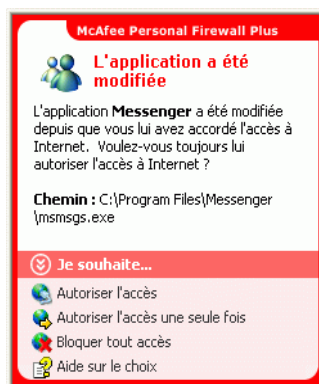 McAfee Personal Firewall Plus
L'application a été
modifiée
L'application Messenger a été modifiée
depuis que vous lui avez accordé l'accès à
Internet. Voulez-vous toujours lui
autoriser l'accès à Internet ?
Chemin : C:\Program Files\Messenger
\msmsgs.exe
Je souhaite...
Autoriser l'accès
Autoriser l'accès une seule fois
Bloquer tout accès
Aide sur le choix